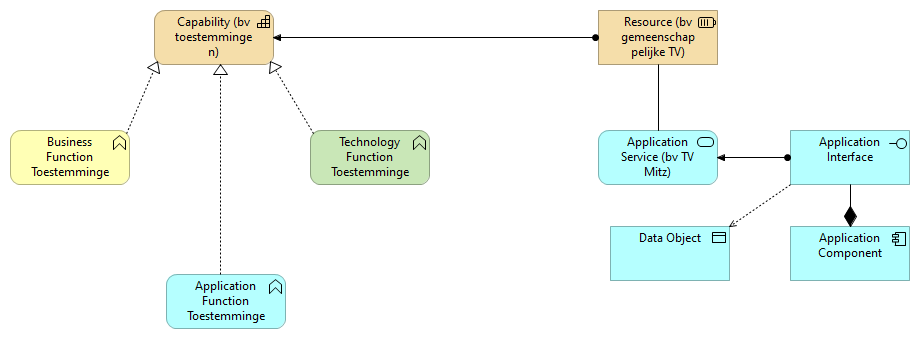 Capability (bv
toestemminge
n)
Resource (bv
gemeenschap
pelijke TV)
Business
Function
Toestemminge
Technology
Function
Toestemminge
Application
Service (bv TV
Mitz)
Application
Interface
Data Object
Application
Component
Application
Function
Toestemminge